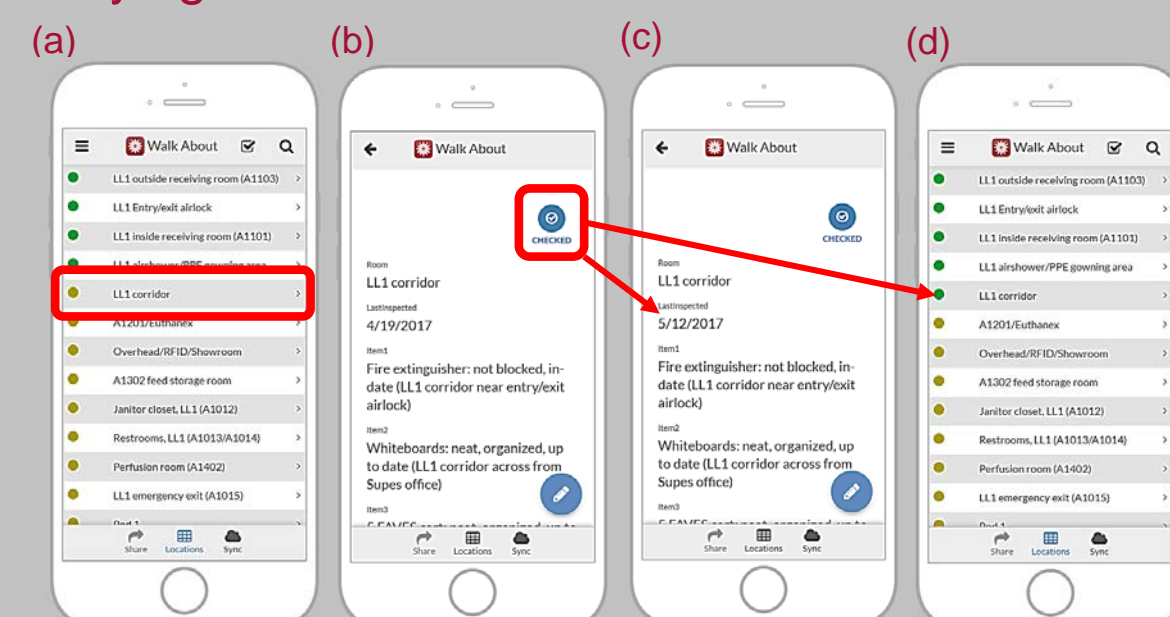 (a)
Walk About
LL1 outside receiving room (A1103)
LL1 Entry/exit airlock
LL1 inside receiving room (A1101)
LL1 airshower/PPE gowning area
LL1 corridor
A1201/Euthanex
Overhead/RFID/Showroom
A1302 feed storage room
Janitor closet, LL1 (A1012)
Restrooms, LL1 (A1013/A1014)
Perfusion room (A1402)
LL1 emergency exit (A1015)
Pod 1
Share Locations Sync
(b)
Walk About
CHECKED
Room
LL1 corridor
LastInspected
4/19/2017
Item1
Fire extinguisher: not blocked, in-
date (LL1 corridor near entry/exit
airlock)
Item2
Whiteboards: neat, organized, up
to date (LL1 corridor across from
Supes office)
Item3
Share Locations Sync
(c)
Walk About
CHECKED
Room
LL1 corridor
LastInspected
5/12/2017
Item1
Fire extinguisher: not blocked, in-
date (LL1 corridor near entry/exit
airlock)
Item2
Whiteboards: neat, organized, up
to date (LL1 corridor across from
Supes office)
Item3
Share Locations Sync
(d)
Walk About
LL1 outside receiving room (A1103)
LL1 Entry/exit airlock
LL1 inside receiving room (A1101)
LL1 airshower/PPE gowning area
LL1 corridor
A1201/Euthanex
Overhead/RFID/Showroom
A1302 feed storage room
Janitor closet, LL1 (A1012)
Restrooms, LL1 (A1013/A1014)
Perfusion room (A1402)
LL1 emergency exit (A1015)
Pod 1
Share Locations Sync